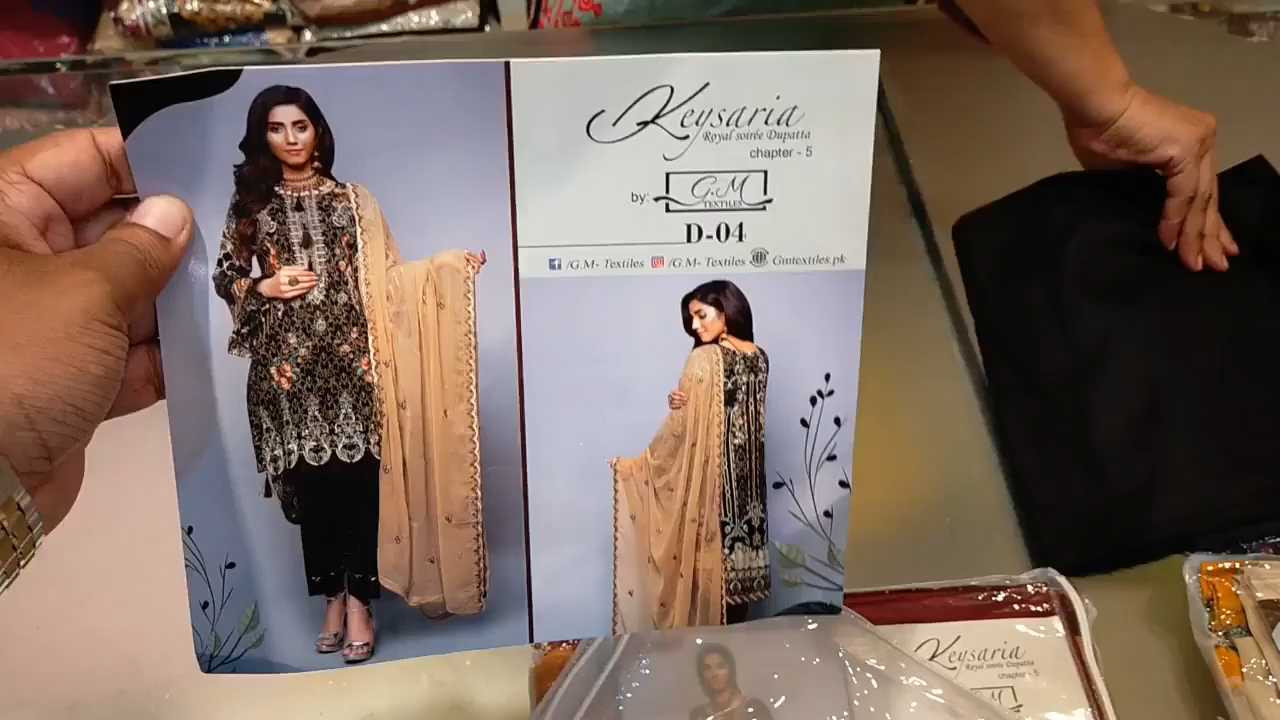 Keysaria
Royal soirée Dupatta
chapter - 5
by: G.M
TEXTILES
D-04
/G.M- Textiles /G.M- Textiles Gmtextiles.pk
Keysaria
Royal soirée Dupatta
chapter - 5
G.M